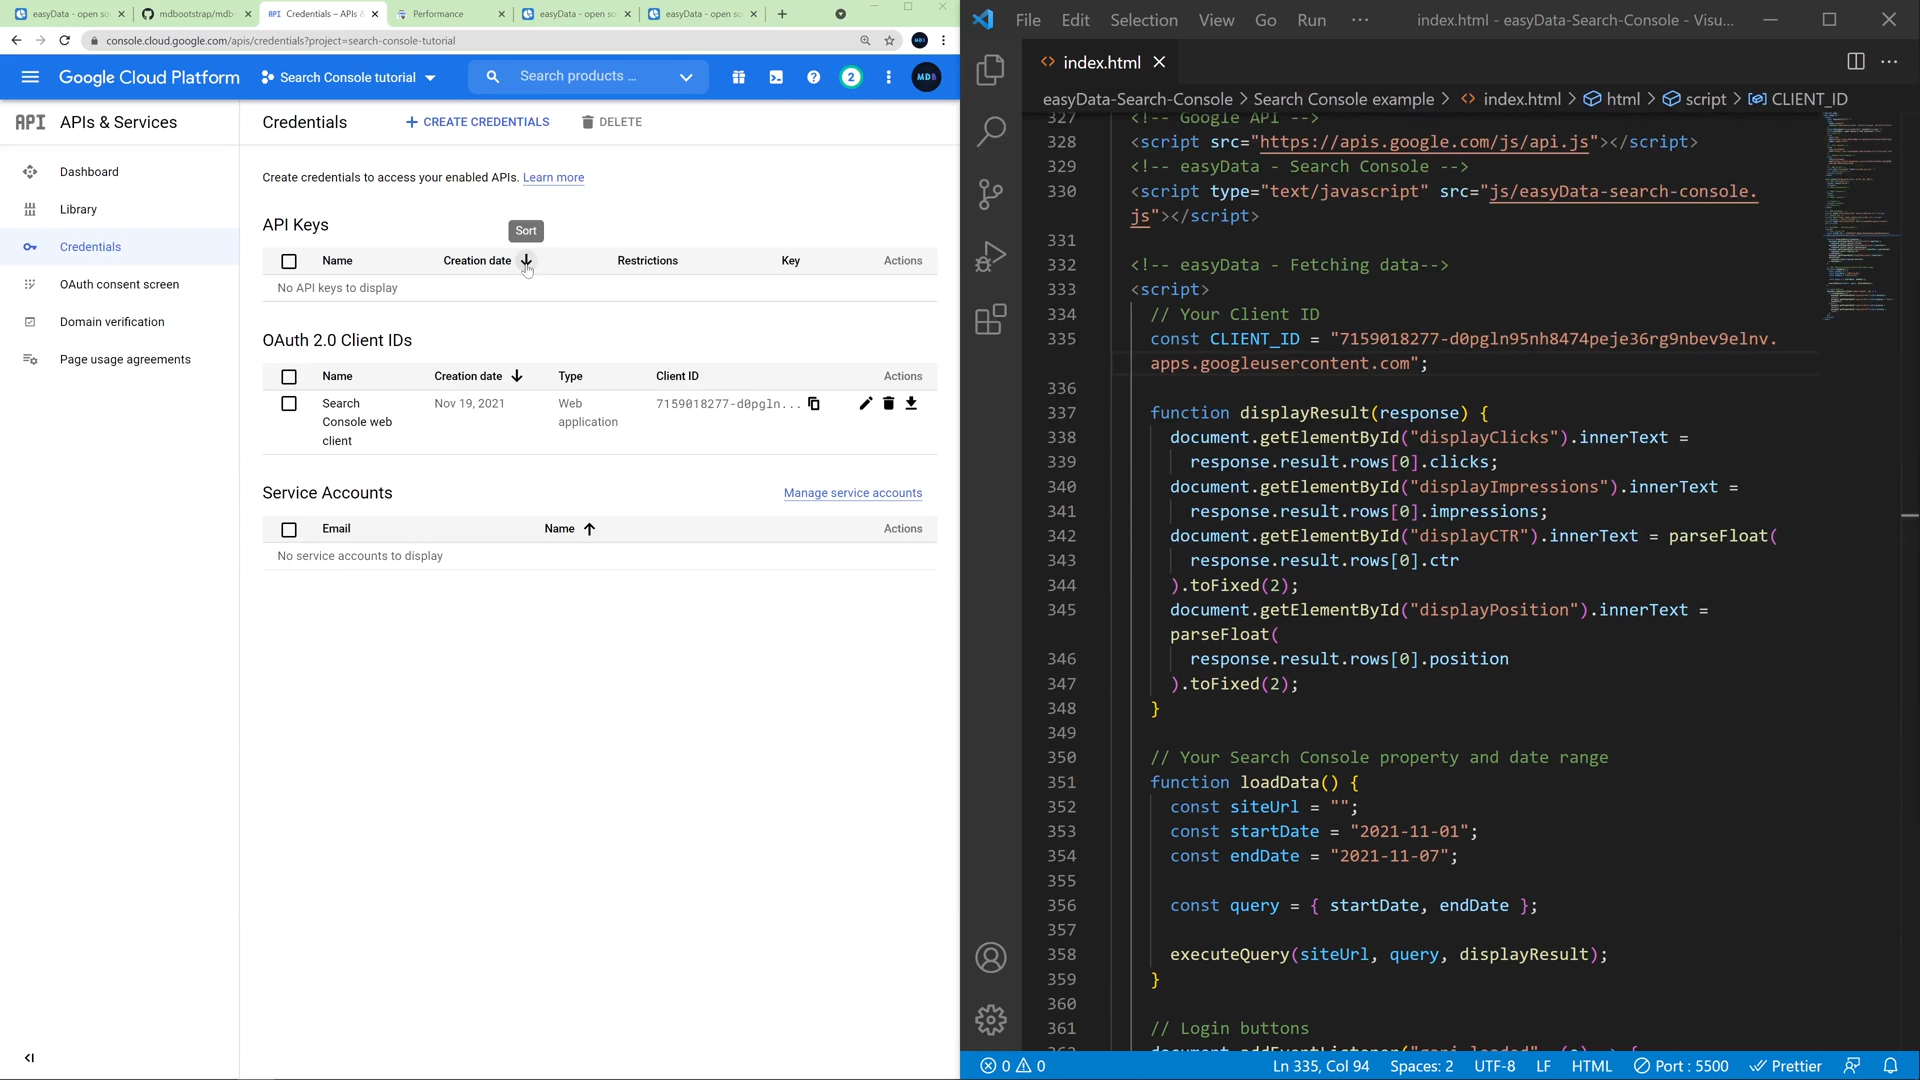 easyData - open so
mdbootstrap/mdb-
Credentials – APIs &
Performance
easyData - open so
easyData - open so
console.cloud.google.com/apis/credentials?project=search-console-tutorial
MDB
Google Cloud Platform
Search Console tutorial
Search products ...
2
MDB
API APIs & Services
Dashboard
Library
Credentials
OAuth consent screen
Domain verification
Page usage agreements
Credentials
CREATE CREDENTIALS
DELETE
Create credentials to access your enabled APIs. Learn more
API Keys
Sort
Name Creation date Restrictions Key Actions
No API keys to display
OAuth 2.0 Client IDs
Name Creation date Type Client ID Actions
Search Console web client
Nov 19, 2021
Web application
7159018277-d0pgln...
Service Accounts
Manage service accounts
Email Name Actions
No service accounts to display
File Edit Selection View Go Run ···
index.html - easyData-Search-Console - Visu...
index.html
easyData-Search-Console > Search Console example > index.html > html > script > CLIENT_ID
327 <!-- Google API -->
328 <script src="https://apis.google.com/js/api.js"></script>
329 <!-- easyData - Search Console -->
330 <script type="text/javascript" src="js/easyData-search-console.
js"></script>
331
332 <!-- easyData - Fetching data-->
333 <script>
334 // Your Client ID
335 const CLIENT_ID = "7159018277-d0pgln95nh8474peje36rg9nbev9elnv.
apps.googleusercontent.com";
336
337 function displayResult(response) {
338 document.getElementById("displayClicks").innerText =
339 response.result.rows[0].clicks;
340 document.getElementById("displayImpressions").innerText =
341 response.result.rows[0].impressions;
342 document.getElementById("displayCTR").innerText = parseFloat(
343 response.result.rows[0].ctr
344 ).toFixed(2);
345 document.getElementById("displayPosition").innerText =
parseFloat(
346 response.result.rows[0].position
347 ).toFixed(2);
348 }
349
350 // Your Search Console property and date range
351 function loadData() {
352 const siteUrl = "";
353 const startDate = "2021-11-01";
354 const endDate = "2021-11-07";
355
356 const query = { startDate, endDate };
357
358 executeQuery(siteUrl, query, displayResult);
359 }
360
361 // Login buttons
362 document.addEventListener("gapi-loaded", (e) => {
0 0
Ln 335, Col 94
Spaces: 2
UTF-8
LF
HTML
Port : 5500
Prettier